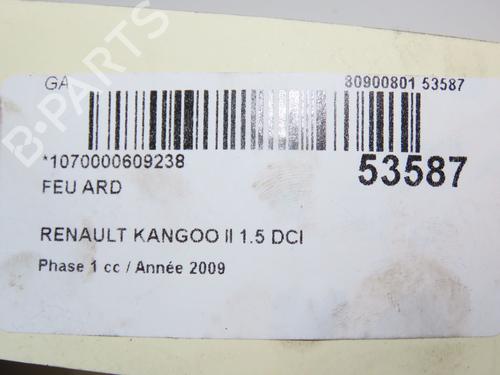 GA 80900801 53587
*1070000609238 53587
FEU ARD
RENAULT KANGOO II 1.5 DCI
Phase 1 cc / Année 2009
B-PARTS